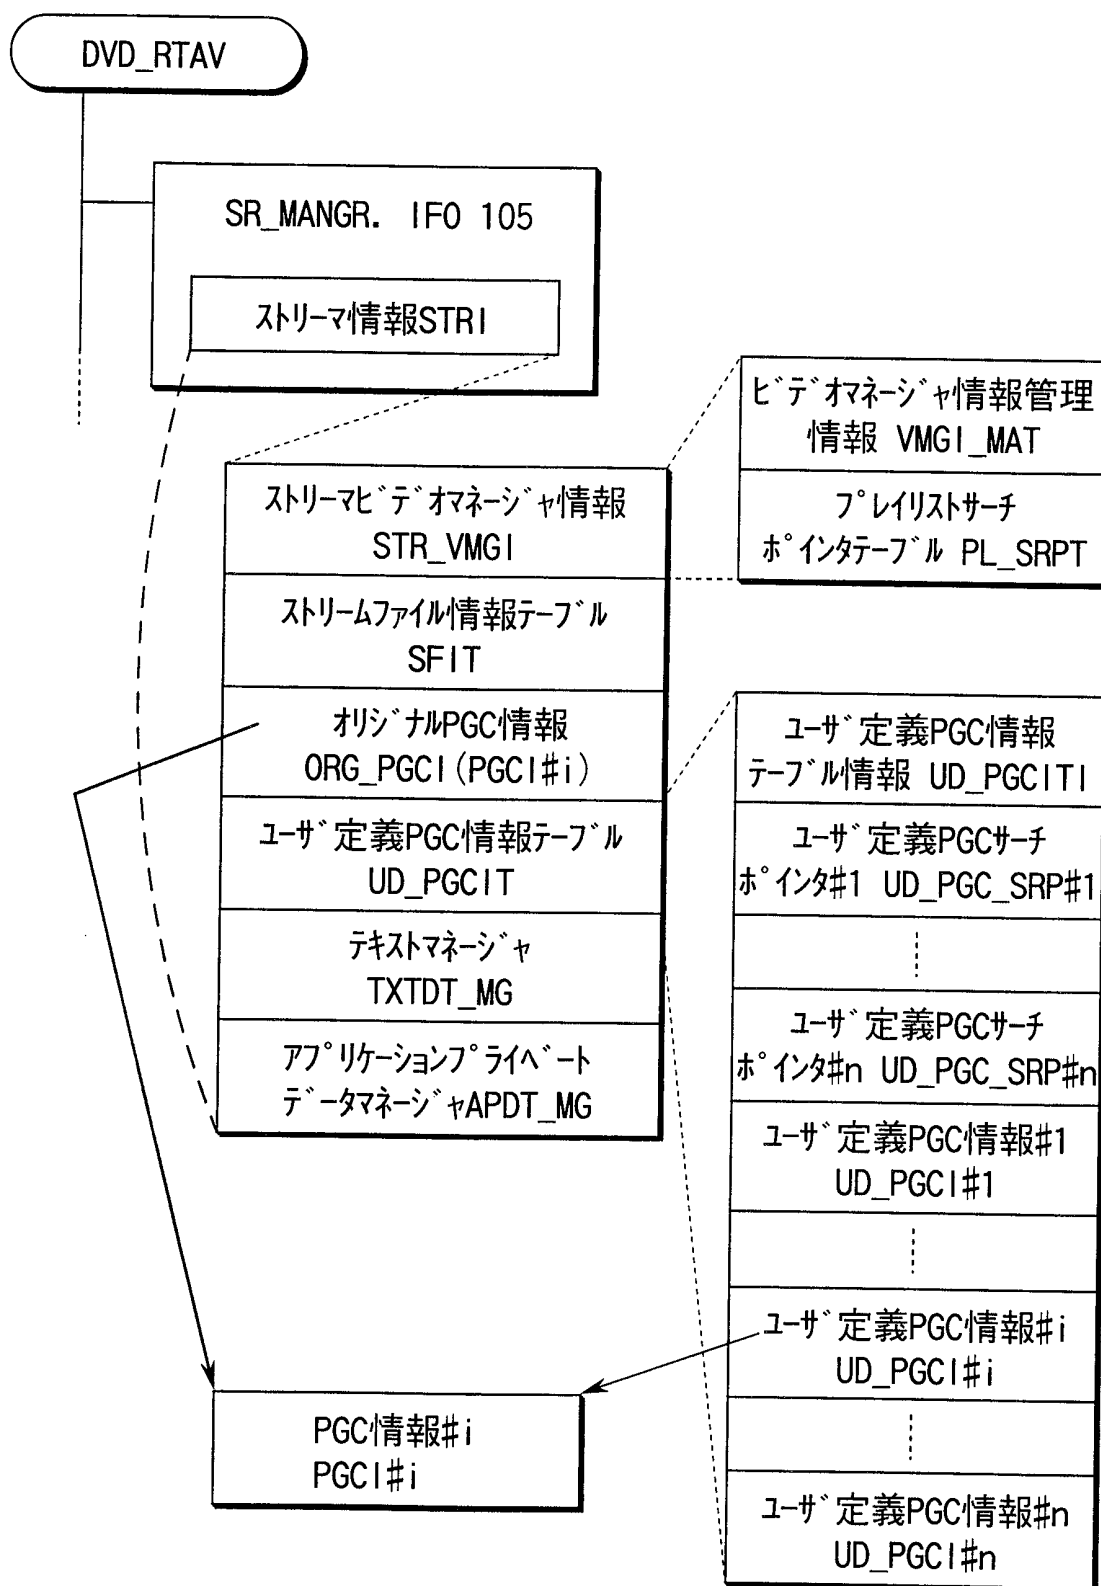 DVD_RTAV
SR_MANGR. IFO 105
ストリーマ情報STRI
ビデオマネージャ情報管理
情報 VMGI_MAT
プレイリストサーチ
ポインタテーブル PL_SRPT
ストリーマビデオマネージャ情報
STR_VMGI
ストリームファイル情報テーブル
SFIT
オリジナルPGC情報
ORG_PGCI(PGCI#i)
ユーザ定義PGC情報テーブル
UD_PGCIT
テキストマネージャ
TXTDT_MG
アプリケーションプライベート
データマネージャAPDT_MG
ユーザ定義PGC情報
テーブル情報 UD_PGCITI
ユーザ定義PGCサーチ
ポインタ#1 UD_PGC_SRP#1
ユーザ定義PGCサーチ
ポインタ#n UD_PGC_SRP#n
ユーザ定義PGC情報#1
UD_PGCI#1
ユーザ定義PGC情報#i
UD_PGCI#i
ユーザ定義PGC情報#n
UD_PGCI#n
PGC情報#i
PGCI#i